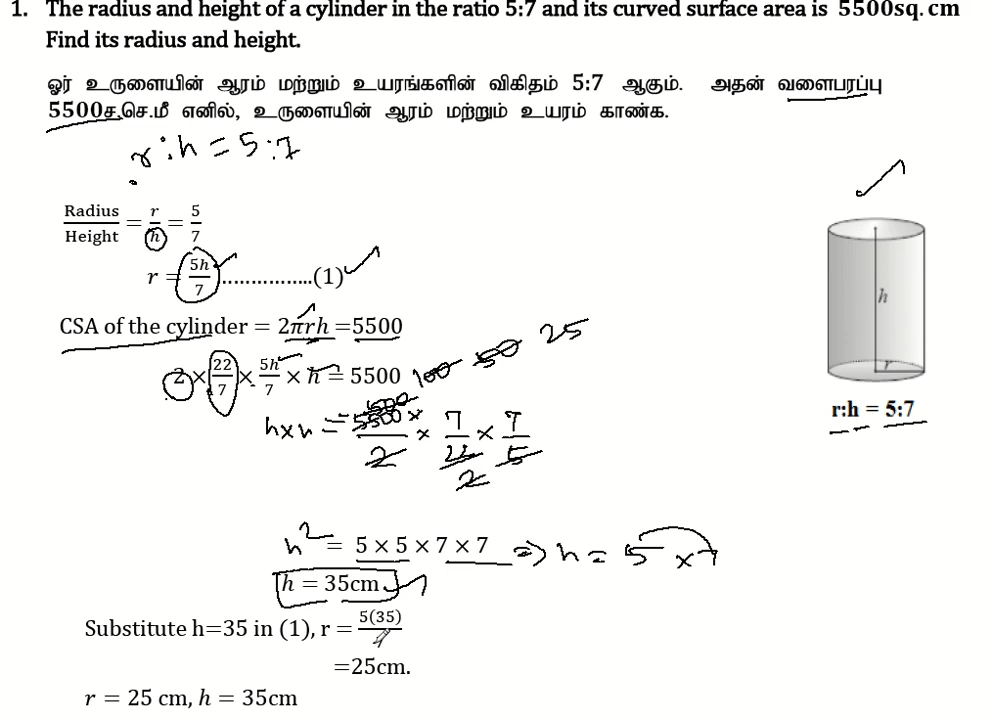 1. The radius and height of a cylinder in the ratio 5:7 and its curved surface area is 5500sq. cm
Find its radius and height.
ஓர் உருளையின் ஆரம் மற்றும் உயரங்களின் விகிதம் 5:7 ஆகும். அதன் வளைபரப்பு
5500ச.செ.மீ எனில், உருளையின் ஆரம் மற்றும் உயரம் காண்க.
r:h = 5:7
Radius/Height = r/h = 5/7
r = 5h/7 ................(1)
CSA of the cylinder = 2πrh =5500
2 × 22/7 × 5h/7 × h = 5500 100 50 25
500
h×h = 5500/2 × 7/22 × 7/5
2
h² = 5 × 5 × 7 × 7 ⇒ h = 5 × 7
h = 35cm
Substitute h=35 in (1), r = 5(35)/7
=25cm.
r = 25 cm, h = 35cm
h
r
r:h = 5:7